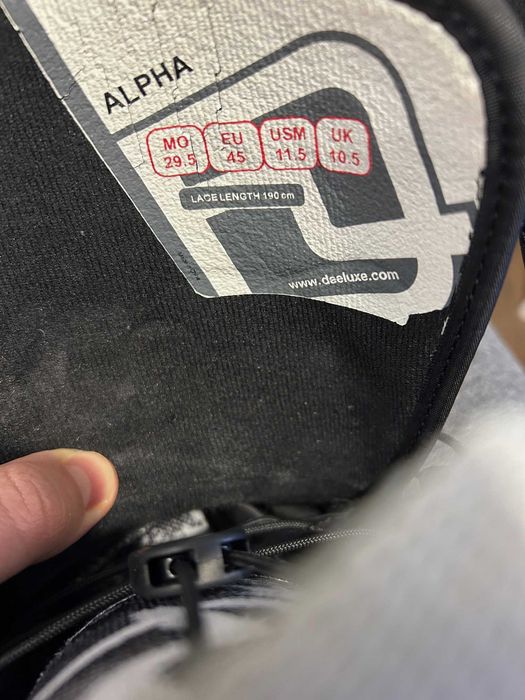 ALPHA
MO EU USM UK
29.5 45 11.5 10.5
LACE LENGTH 190 cm
www.deeluxe.com